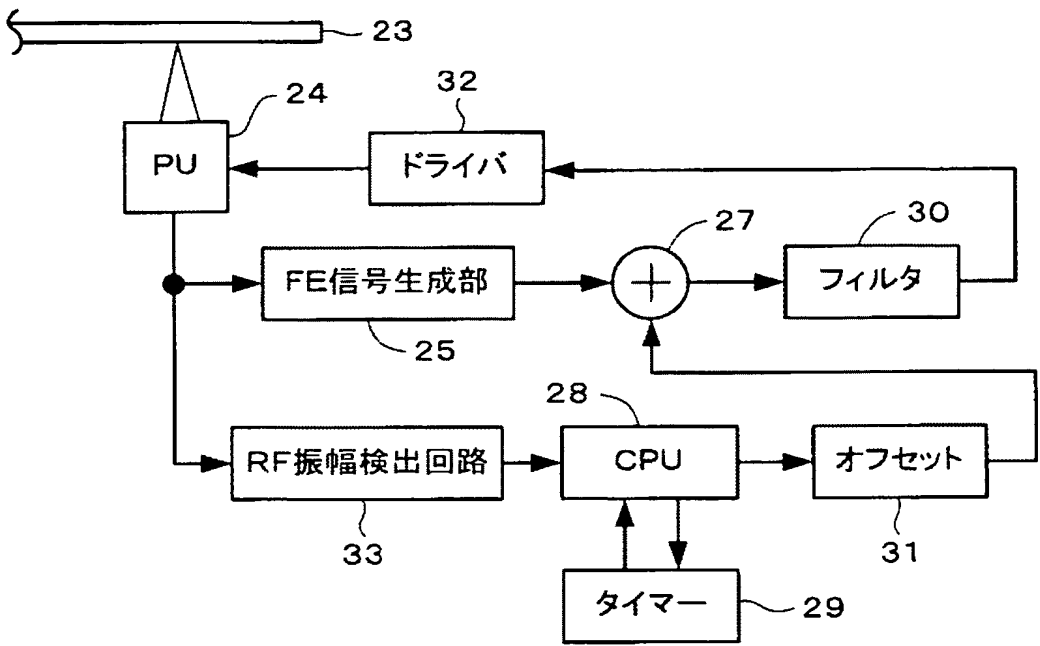 23
24
32
PU
ドライバ
27
30
FE信号生成部
+
フィルタ
25
28
RF振幅検出回路
CPU
オフセット
33
31
タイマー
29